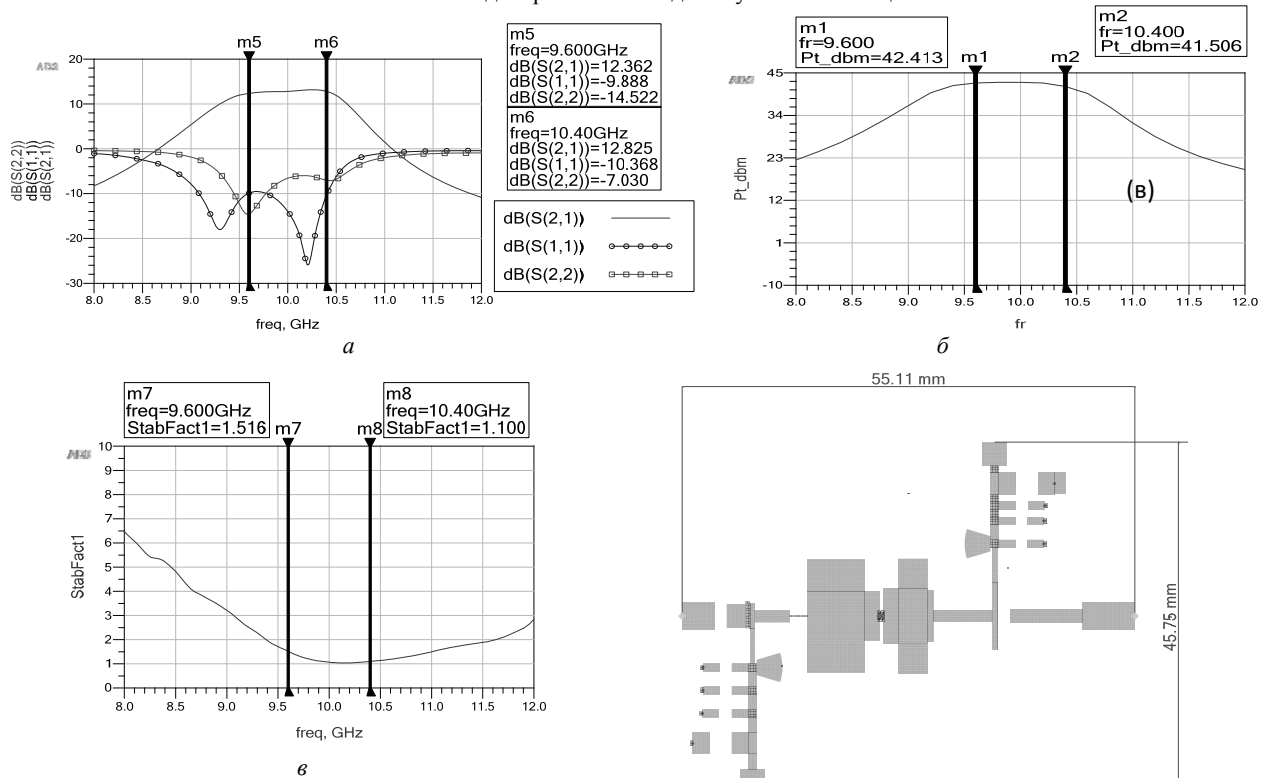 m5
freq=9.600GHz
dB(S(2,1))=12.362
dB(S(1,1))=-9.888
dB(S(2,2))=-14.522
m6
freq=10.40GHz
dB(S(2,1))=12.825
dB(S(1,1))=-10.368
dB(S(2,2))=-7.030
m5 m6
20
10
0
-10
-20
-30
dB(S(2,2))
dB(S(1,1))
dB(S(2,1))
8.0 8.5 9.0 9.5 10.0 10.5 11.0 11.5 12.0
freq, GHz
dB(S(2,1))
dB(S(1,1))
dB(S(2,2))
а
m1
fr=9.600
Pt_dbm=42.413
m2
fr=10.400
Pt_dbm=41.506
m1 m2
45
34
23
12
1
-10
Pt_dbm
(в)
8.0 8.5 9.0 9.5 10.0 10.5 11.0 11.5 12.0
fr
б
m7
freq=9.600GHz
StabFact1=1.516
m8
freq=10.40GHz
StabFact1=1.100
m7 m8
10
9
8
7
6
5
4
3
2
1
0
StabFact1
8.0 8.5 9.0 9.5 10.0 10.5 11.0 11.5 12.0
freq, GHz
в
55.11 mm
45.75 mm